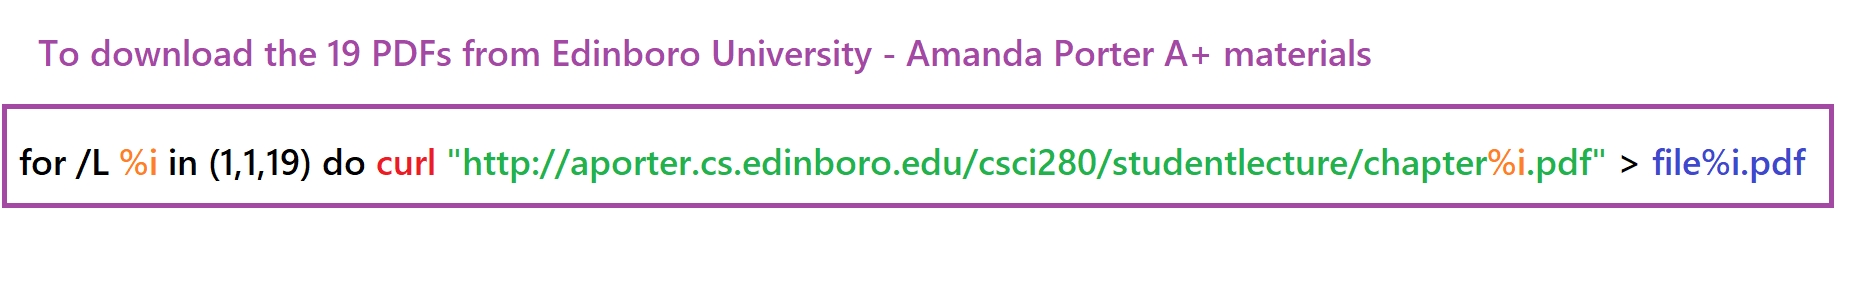 To download the 19 PDFs from Edinboro University - Amanda Porter A+ materials
for /L %i in (1,1,19) do curl "http://aporter.cs.edinboro.edu/csci280/studentlecture/chapter%i.pdf" > file%i.pdf